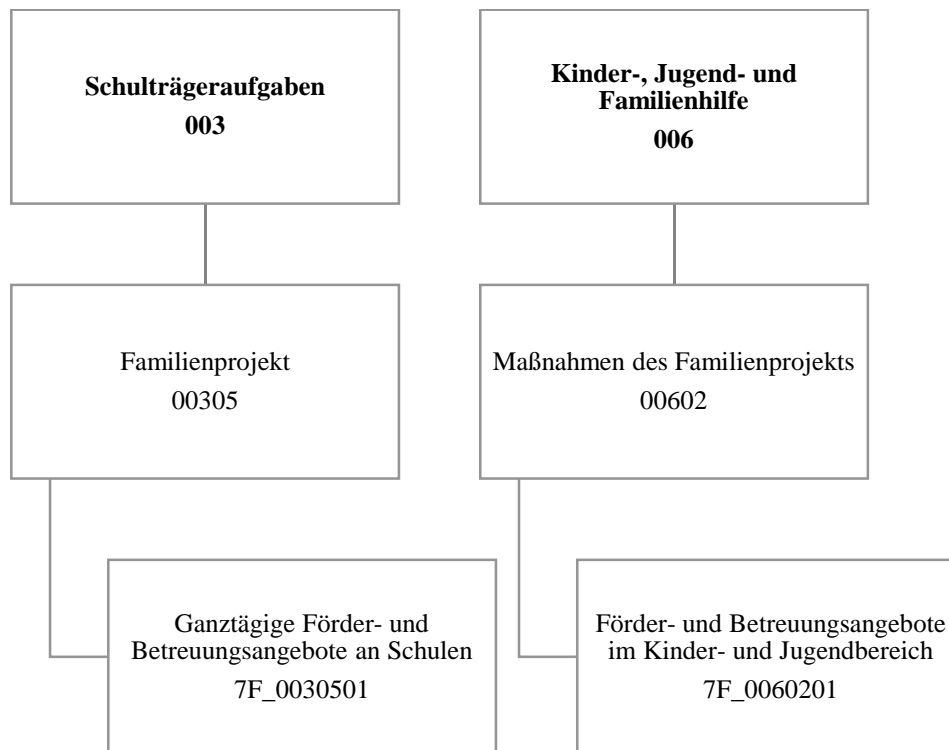 Schulträgeraufgaben
003
Kinder-, Jugend- und
Familienhilfe
006
Familienprojekt
00305
Maßnahmen des Familienprojekts
00602
Ganztägige Förder- und
Betreuungsangebote an Schulen
7F_0030501
Förder- und Betreuungsangebote
im Kinder- und Jugendbereich
7F_0060201